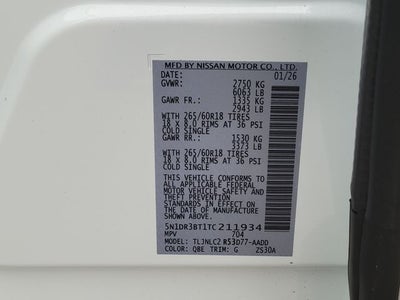 MFD BY NISSAN MOTOR CO., LTD.
DATE: 01/26
GVWR: 2750 KG
6063 LB
GAWR FR.: 1335 KG
2943 LB
WITH 265/60R18 TIRES
18 X 8.0 RIMS AT 36 PSI
COLD SINGLE
GAWR RR: 1530 KG
3373 LB
WITH 265/60R18 TIRES
18 X 8.0 RIMS AT 36 PSI
COLD SINGLE
THIS VEHICLE CONFORMS TO ALL
APPLICABLE FEDERAL MOTOR
VEHICLE SAFETY AND THEFT PREVENTION
STANDARDS IN EFFECT ON THE DATE
OF MANUFACTURE SHOWN ABOVE.
5N1DR3BT1TC211934
MPV 704
MODEL: TLJNLC2 R53D77-AADD
COLOR: QBE TRIM: G ZS30A